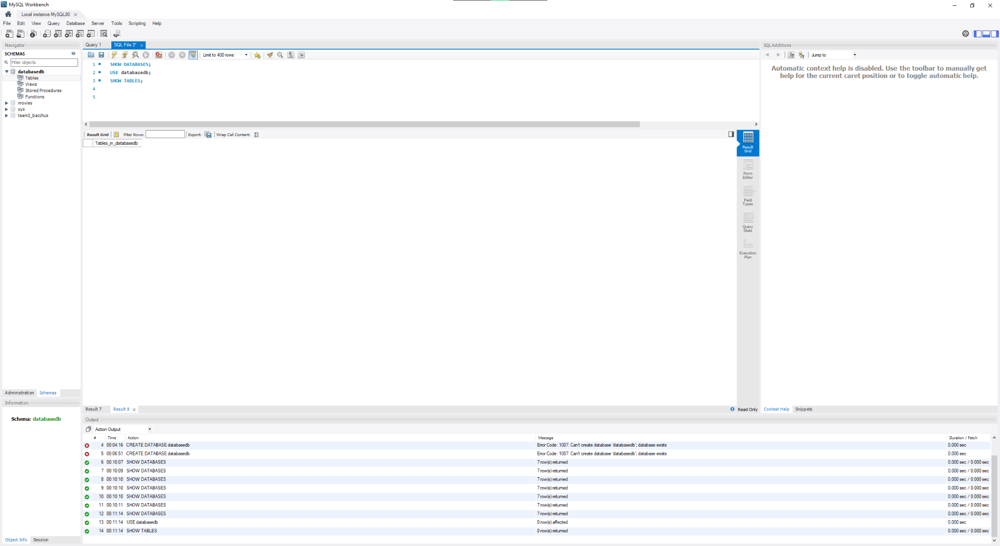 MySQL Workbench
Local instance MySQL80
File Edit View Query Database Server Tools Scripting Help
Navigator
SCHEMAS
Filter objects
databasedb
Tables
Views
Stored Procedures
Functions
movies
sys
team3_bacchus
Administration Schemas
Information
Schema: databasedb
Object Info Session
Query 1 SQL File 3*
Limit to 400 rows
1 SHOW DATABASES;
2 USE databasedb;
3 SHOW TABLES;
4
5
Result Grid Filter Rows: Export: Wrap Cell Content:
Tables_in_databasedb
Result
Grid
Form
Editor
Field
Types
Query
Stats
Execution
Plan
Result 7 Result 8 Read Only
SQLAdditions
Jump to
Automatic context help is disabled. Use the toolbar to manually get
help for the current caret position or to toggle automatic help.
Context Help Snippets
Output
Action Output
# Time Action Message Duration / Fetch
4 00:04:16 CREATE DATABASE databasedb Error Code: 1007. Can't create database 'databasedb'; database exists 0.000 sec
5 00:06:51 CREATE DATABASE databasedb Error Code: 1007. Can't create database 'databasedb'; database exists 0.000 sec
6 00:10:07 SHOW DATABASES 7 row(s) returned 0.000 sec / 0.000 sec
7 00:10:09 SHOW DATABASES 7 row(s) returned 0.000 sec / 0.000 sec
8 00:10:10 SHOW DATABASES 7 row(s) returned 0.000 sec / 0.000 sec
9 00:10:10 SHOW DATABASES 7 row(s) returned 0.000 sec / 0.000 sec
10 00:10:10 SHOW DATABASES 7 row(s) returned 0.000 sec / 0.000 sec
11 00:10:11 SHOW DATABASES 7 row(s) returned 0.000 sec / 0.000 sec
12 00:11:14 SHOW DATABASES 7 row(s) returned 0.000 sec / 0.000 sec
13 00:11:14 USE databasedb 0 row(s) affected 0.000 sec
14 00:11:14 SHOW TABLES 0 row(s) returned 0.000 sec / 0.000 sec